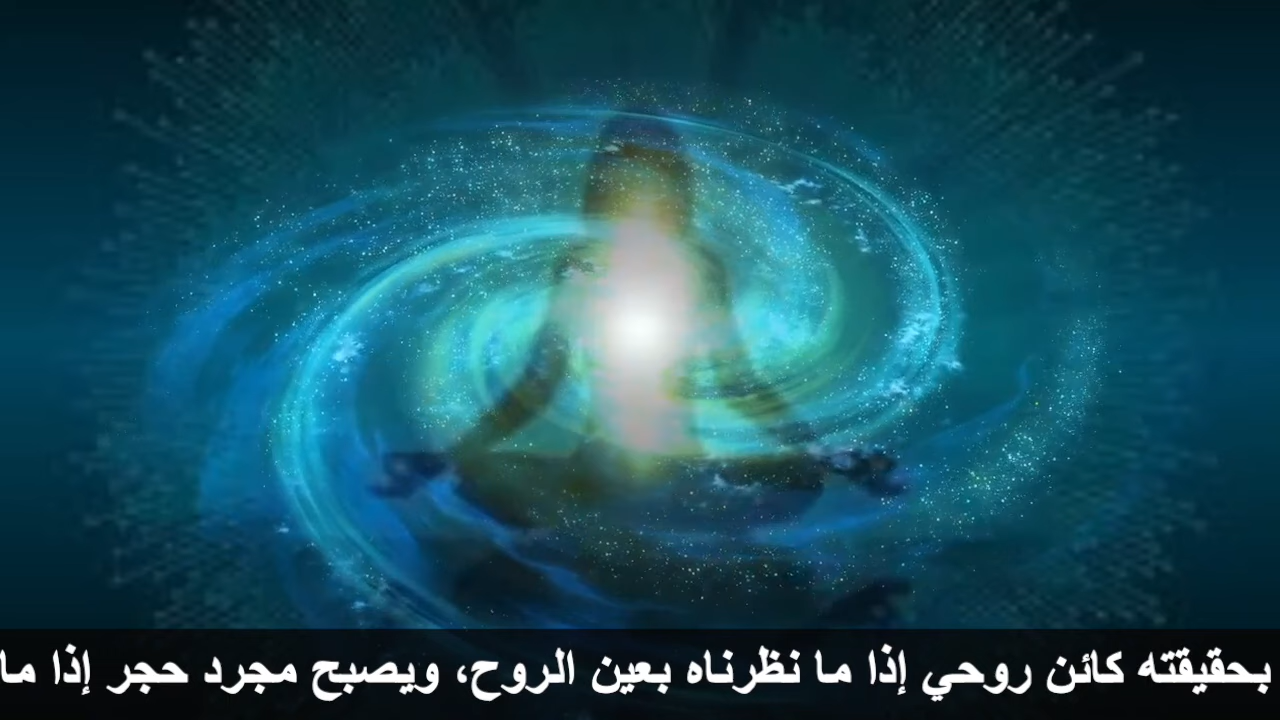 بحقيقته كائن روحي إذا ما نظرناه بعين الروح، ويصبح مجرد حجر إذا ما